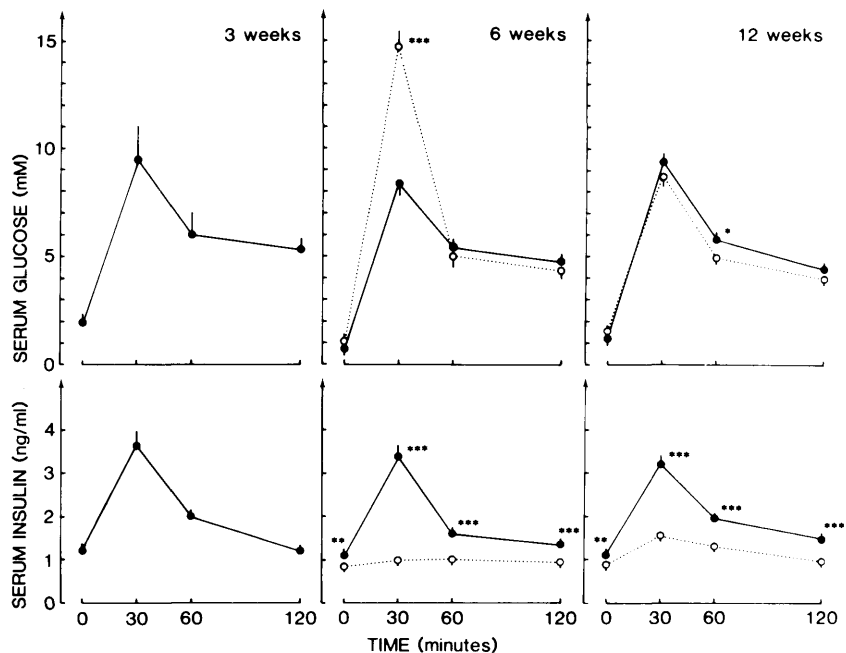 3 weeks
6 weeks
12 weeks
SERUM GLUCOSE (mM)
15
10
5
0
***
*
SERUM INSULIN (ng/ml)
4
3
2
1
0
** *** *** ***
** *** *** ***
0 30 60 120
0 30 60 120
0 30 60 120
TIME (minutes)